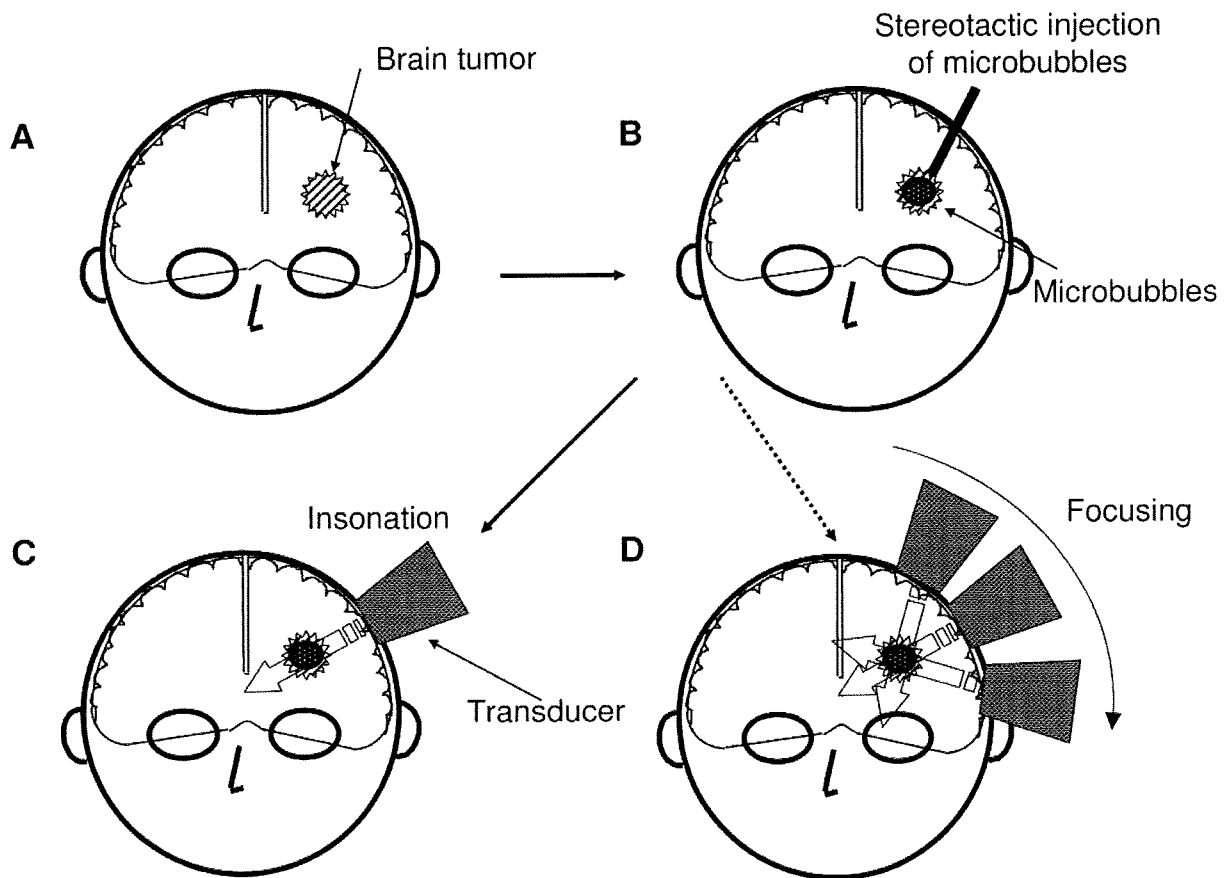 A
Brain tumor
B
Stereotactic injection
of microbubbles
Microbubbles
C
Insonation
Transducer
D
Focusing